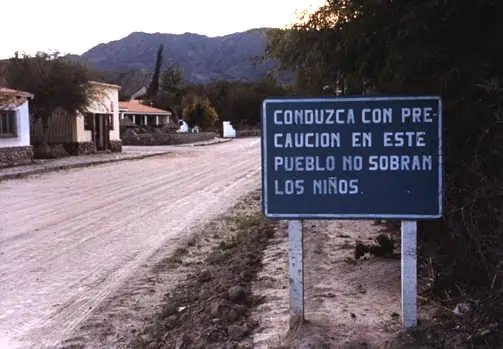 CONDUZCA CON PRE-
CAUCION EN ESTE
PUEBLO NO SOBRAN
LOS NIÑOS.